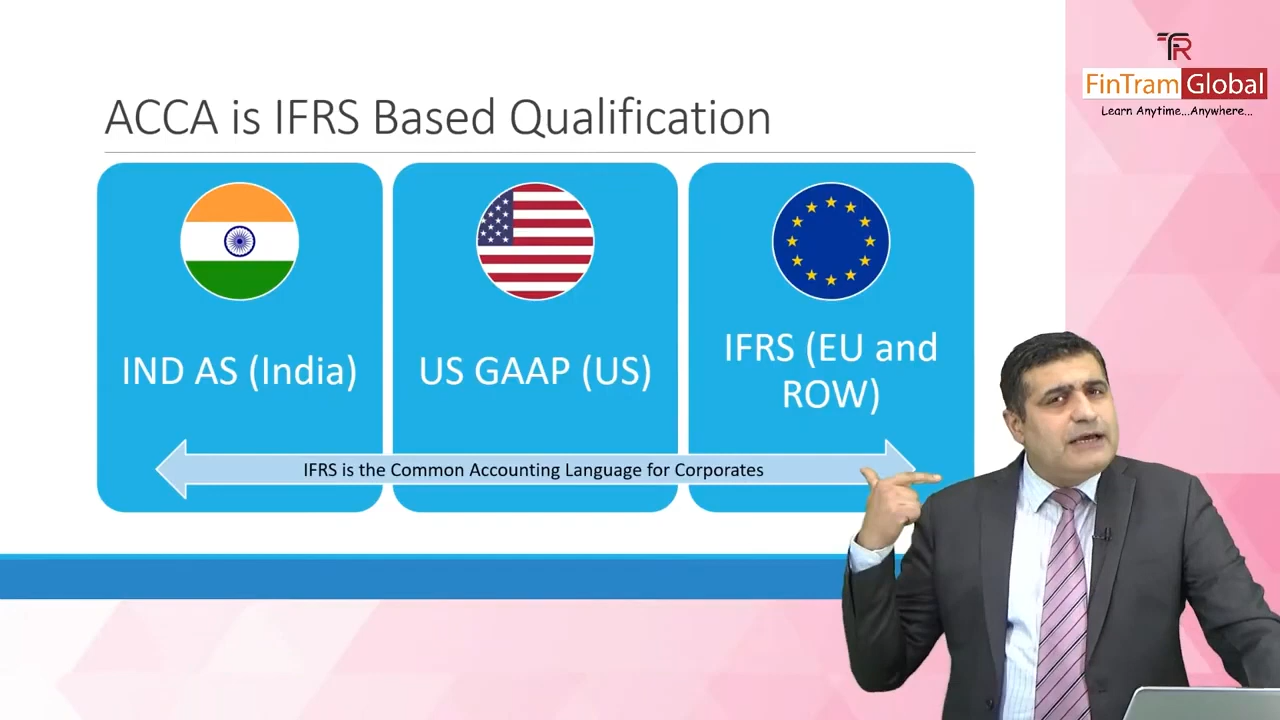 ACCA is IFRS Based Qualification
IND AS (India)
US GAAP (US)
IFRS (EU and
ROW)
IFRS is the Common Accounting Language for Corporates
TR
FinTram Global
Learn Anytime...Anywhere...